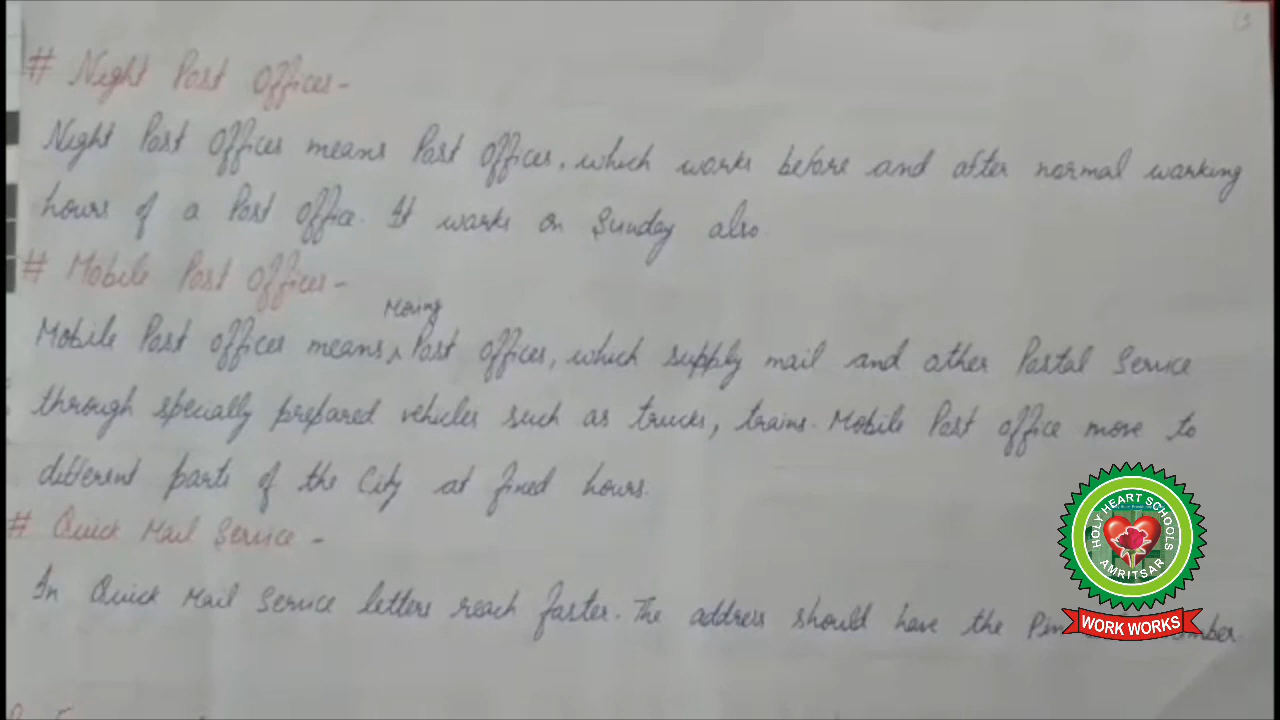 # Night Post Offices-
Night Post Offices means Post Offices, which works before and after normal working
hours of a Post office. It works on Sunday also.
# Mobile Post Offices-
Moving
Mobile Post offices means ^ Post offices, which supply mail and other Postal Service
through specially prepared vehicles such as trucks, trains. Mobile Post office move to
different parts of the City at fixed hours.
# Quick Mail Service -
In Quick Mail Service letters reach faster. The address should have the Pin
HOLY HEART SCHOOLS
AMRITSAR
WORK WORKS